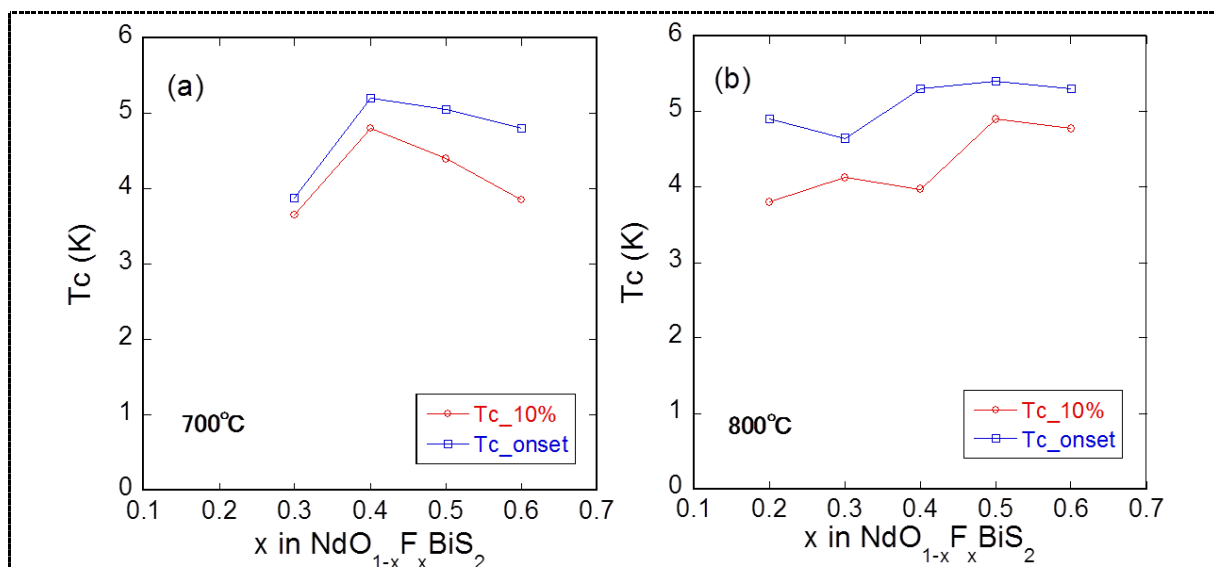 (a)
6
5
4
3
2
1
0
Tc (K)
700°C
Tc_10%
Tc_onset
0.1 0.2 0.3 0.4 0.5 0.6 0.7
x in NdO1-xFxBiS2
(b)
6
5
4
3
2
1
0
Tc (K)
800°C
Tc_10%
Tc_onset
0.1 0.2 0.3 0.4 0.5 0.6 0.7
x in NdO1-xFxBiS2